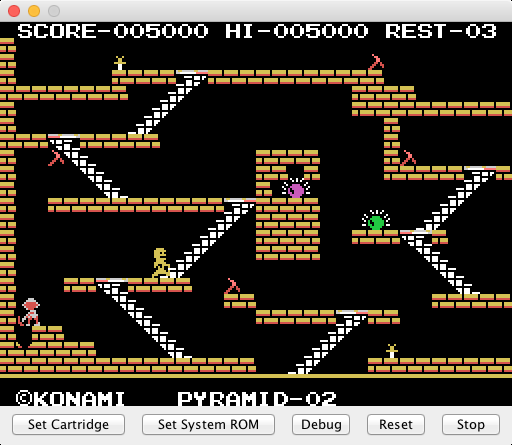 SCORE-005000 HI-005000 REST-03
©KONAMI PYRAMID-02
Set Cartridge Set System ROM Debug Reset Stop